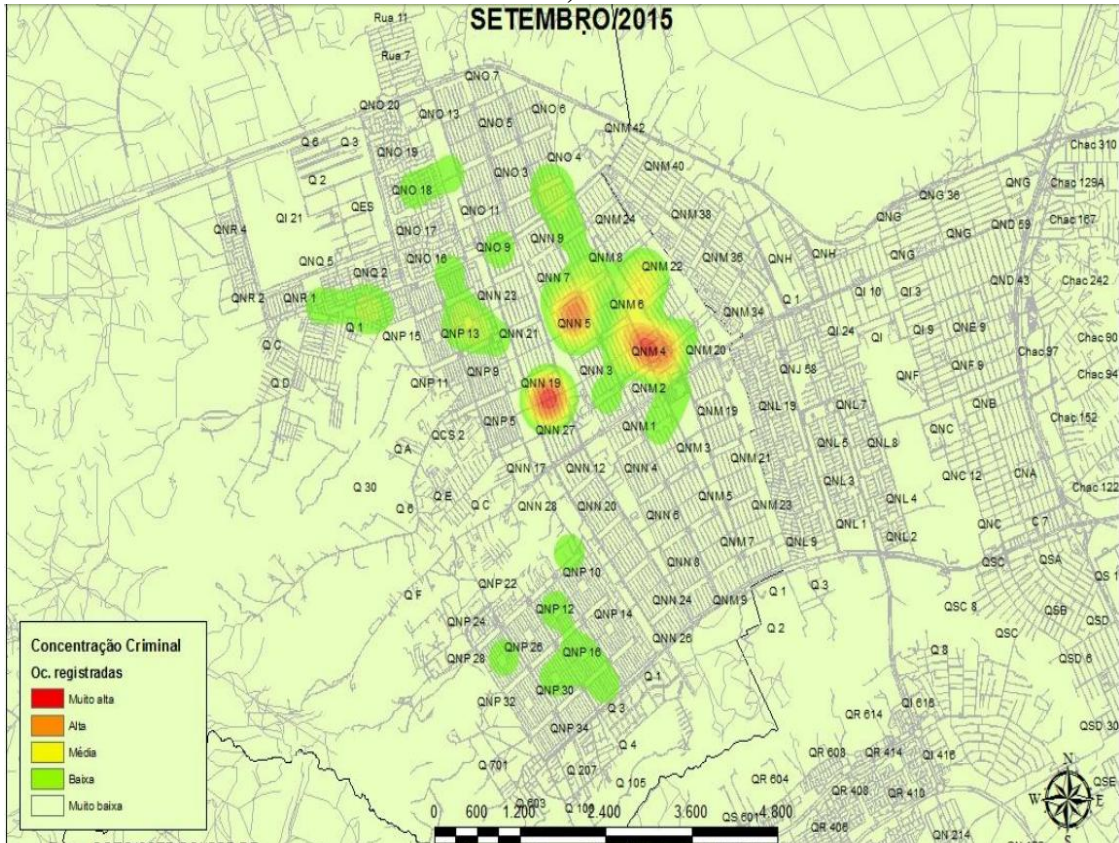 SETEMBRO/2015
Rua 11
Rua 7
QNO 7
QNO 20
QNO 13
QNO 5
QNO 6
QNM 42
Q 6
Q 3
QNO 19
QNO 3
QNO 4
QNM 40
Chac 310
Q 2
QNO 18
QNG 36
QNG
Chac 129A
QI 21
QES
QNO 11
QNM 24
QNM 38
QNG
QNG
QND 59
Chac 167
QNR 4
QNO 17
QNO 9
QNN 9
QNM 36
QNH
QNH
QNG
QNQ 5
QNO 16
QNM 8
QNM 22
QND 43
Chac 242
QNQ 2
QNN 7
QNR 2
QNR 1
QNN 23
QNM 6
Q 1
QI 10
QI 3
QNM 34
Q 1
QNP 15
QNP 13
QNN 21
QNN 5
QI 24
QI
QI 9
QNE 9
Chac 90
Q C
QNM 4
QNM 20
Chac 97
Q D
QNP 11
QNP 9
QNN 3
QNJ 58
QNF
QNF 9
Chac 94
QNN 19
QNM 2
QNP 5
QNM 19
QNL 19
QNL 7
QNB
Chac 152
QCS 2
QNN 27
QNM 1
QNC
Q A
QNM 3
QNL 5
QNL 8
QNN 17
QNN 12
QNN 4
QNM 21
QNC 12
CNA
Q 30
Q E
QNL 3
Chac 122
Q 6
Q C
QNN 28
QNN 20
QNM 5
QNM 23
QNL 4
QNN 6
QNL 1
QNC
C 7
QNM 7
QNL 9
QNL 2
QNP 10
QNN 8
QSC
QSA
QNP 22
Q 3
QS 1
Q F
QNP 12
QNP 14
QNN 24
QNM 9
Q 1
QSC 8
QSB
QNP 24
Q 2
QSD
QNP 26
QNP 16
QNN 26
QSC
QNP 28
Q 8
QSD 6
QNP 30
Q 1
QNP 32
Q 3
QI 616
QNP 34
QR 614
QSD 30
Q 4
QR 608
QR 414
QI 416
Q 701
Q 207
Q 105
QR 604
QSE
QR 408
QR 410
Q 603
QS 601
QR 406
QN 214
Concentração Criminal
Oc. registradas
Muito alta
Alta
Média
Baixa
Muito baixa
0 600 1.200 2.400 3.600 4.800
N
W E
S